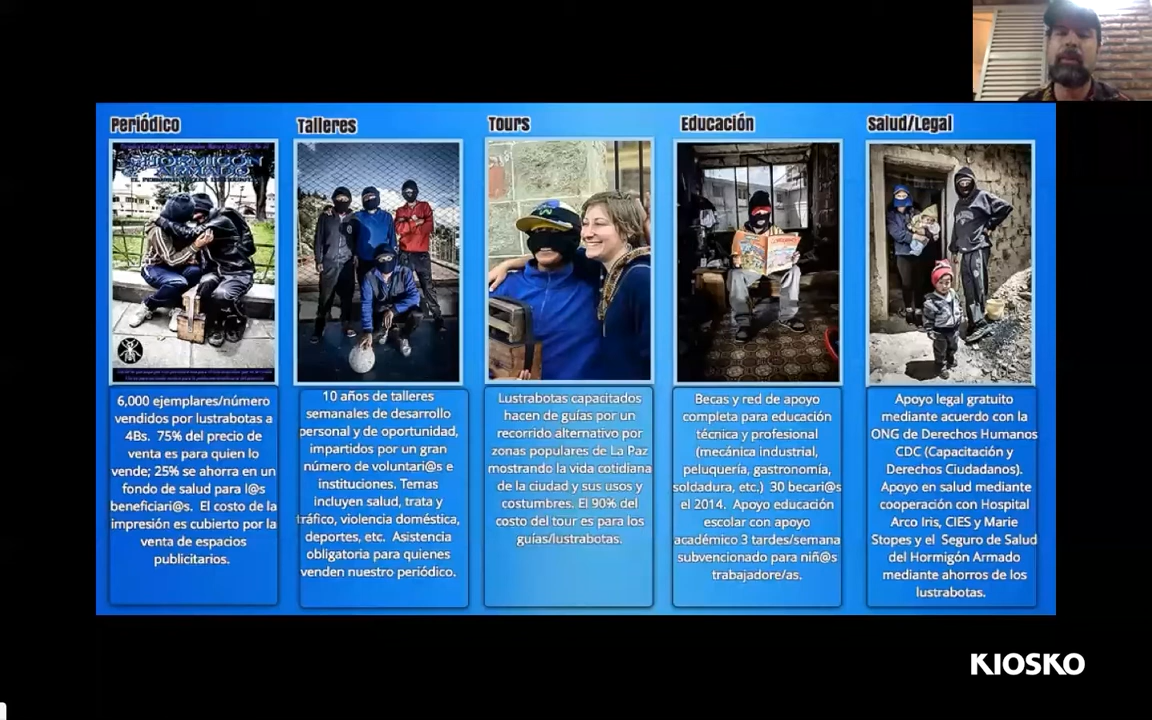 Periódico
HORMIGÓN
ARMADO
6,000 ejemplares/número
vendidos por lustrabotas a
4Bs. 75% del precio de
venta es para quien lo
vende; 25% se ahorra en un
fondo de salud para l@s
beneficiari@s. El costo de la
impresión es cubierto por la
venta de espacios
publicitarios.
Talleres
10 años de talleres
semanales de desarrollo
personal y de oportunidad,
impartidos por un gran
número de voluntari@s e
instituciones. Temas
incluyen salud, trata y
tráfico, violencia doméstica,
deportes, etc. Asistencia
obligatoria para quienes
venden nuestro periódico.
Tours
Lustrabotas capacitados
hacen de guías por un
recorrido alternativo por
zonas populares de La Paz
mostrando la vida cotidiana
de la ciudad y sus usos y
costumbres. El 90% del
costo del tour es para los
guías/lustrabotas.
Educación
Becas y red de apoyo
completa para educación
técnica y profesional
(mecánica industrial,
peluquería, gastronomía,
soldadura, etc.) 30 becari@s
el 2014. Apoyo educación
escolar con apoyo
académico 3 tardes/semana
subvencionado para niñ@s
trabajadore/as.
Salud/Legal
Apoyo legal gratuito
mediante acuerdo con la
ONG de Derechos Humanos
CDC (Capacitación y
Derechos Ciudadanos).
Apoyo en salud mediante
cooperación con Hospital
Arco Iris, CIES y Marie
Stopes y el Seguro de Salud
del Hormigón Armado
mediante ahorros de los
lustrabotas.
KIOSKO